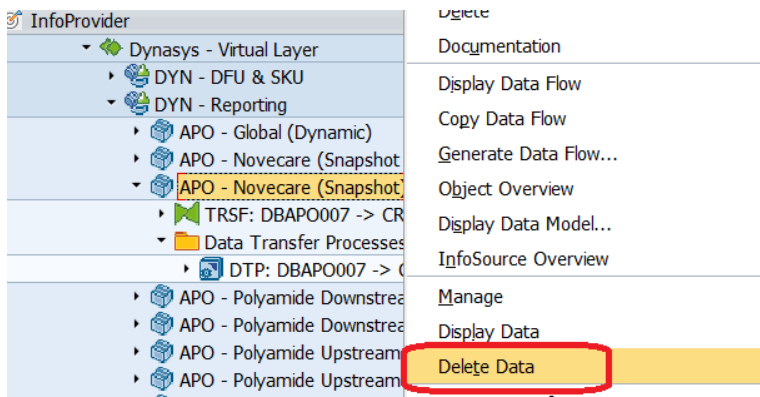 InfoProvider
Dynasys - Virtual Layer
DYN - DFU & SKU
DYN - Reporting
APO - Global (Dynamic)
APO - Novecare (Snapshot
APO - Novecare (Snapshot)
TRSF: DBAPO007 -> CR
Data Transfer Processes
DTP: DBAPO007 -> C
APO - Polyamide Downstrea
APO - Polyamide Downstrea
APO - Polyamide Upstream
APO - Polyamide Upstream
Delete
Documentation
Display Data Flow
Copy Data Flow
Generate Data Flow...
Object Overview
Display Data Model...
InfoSource Overview
Manage
Display Data
Delete Data